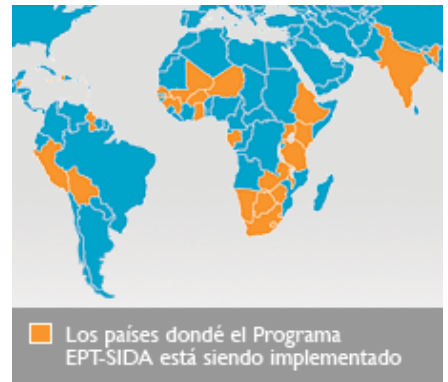 Los países dondé el Programa
EPT-SIDA está siendo implementado